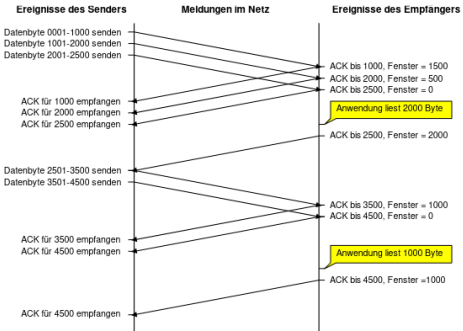 Ereignisse des Senders
Meldungen im Netz
Ereignisse des Empfängers
Datenbyte 0001-1000 senden
Datenbyte 1001-2000 senden
Datenbyte 2001-2500 senden
ACK bis 1000, Fenster = 1500
ACK bis 2000, Fenster = 500
ACK bis 2500, Fenster = 0
ACK für 1000 empfangen
ACK für 2000 empfangen
ACK für 2500 empfangen
Anwendung liest 2000 Byte
ACK bis 2500, Fenster = 2000
Datenbyte 2501-3500 senden
Datenbyte 3501-4500 senden
ACK bis 3500, Fenster = 1000
ACK bis 4500, Fenster = 0
ACK für 3500 empfangen
ACK für 4500 empfangen
Anwendung liest 1000 Byte
ACK bis 4500, Fenster =1000
ACK für 4500 empfangen